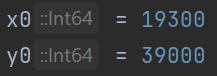 x0 ::Int64 = 19300
y0 ::Int64 = 39000